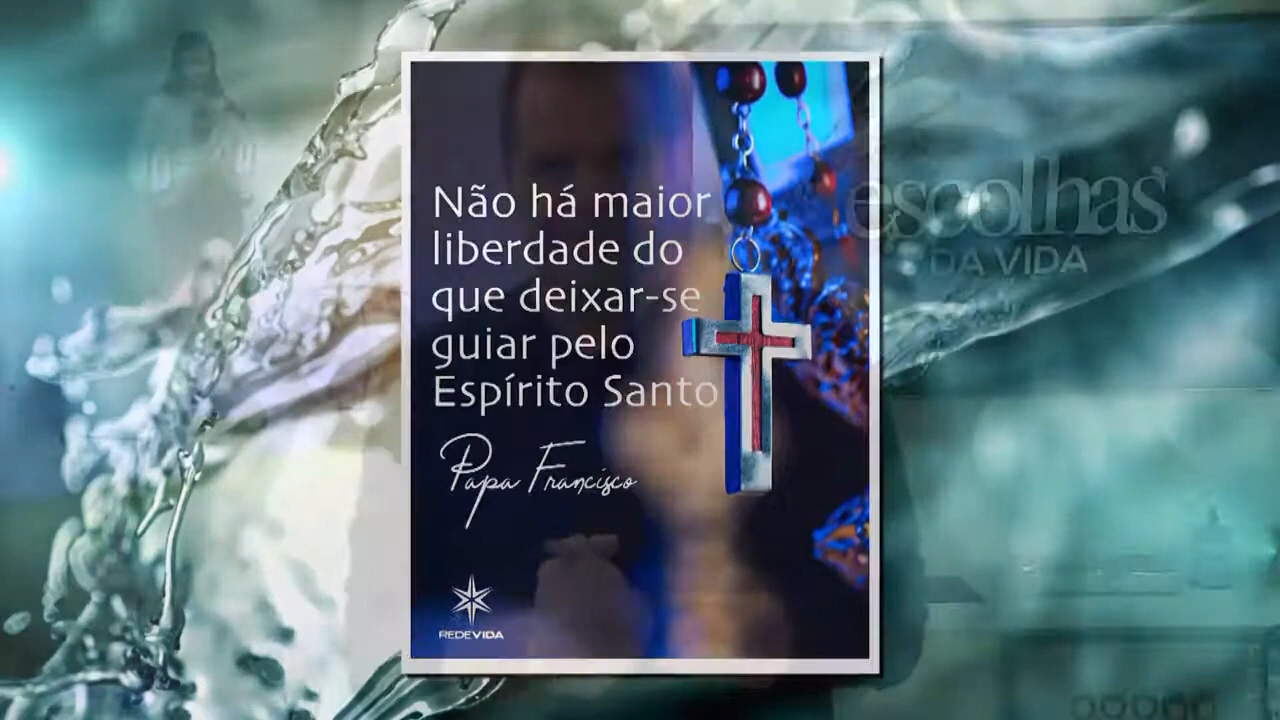 Não há maior
liberdade do
que deixar-se
guiar pelo
Espírito Santo
Papa Francisco
REDEVIDA
escolhas
DA VIDA